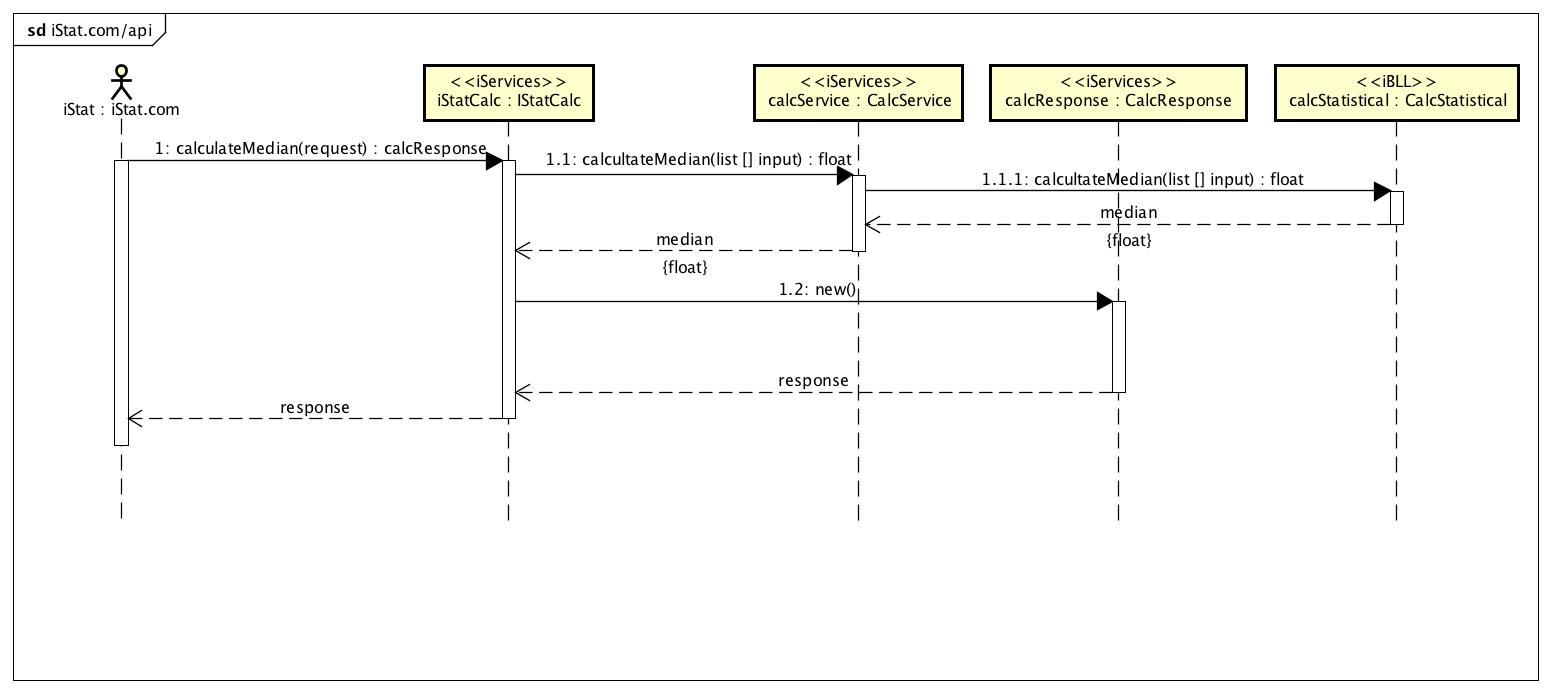 sd iStat.com/api
iStat : iStat.com
<<iServices>>
iStatCalc : IStatCalc
<<iServices>>
calcService : CalcService
<<iServices>>
calcResponse : CalcResponse
<<iBLL>>
calcStatistical : CalcStatistical
1: calculateMedian(request) : calcResponse
1.1: calcultateMedian(list [] input) : float
1.1.1: calcultateMedian(list [] input) : float
median
{float}
median
{float}
1.2: new()
response
response